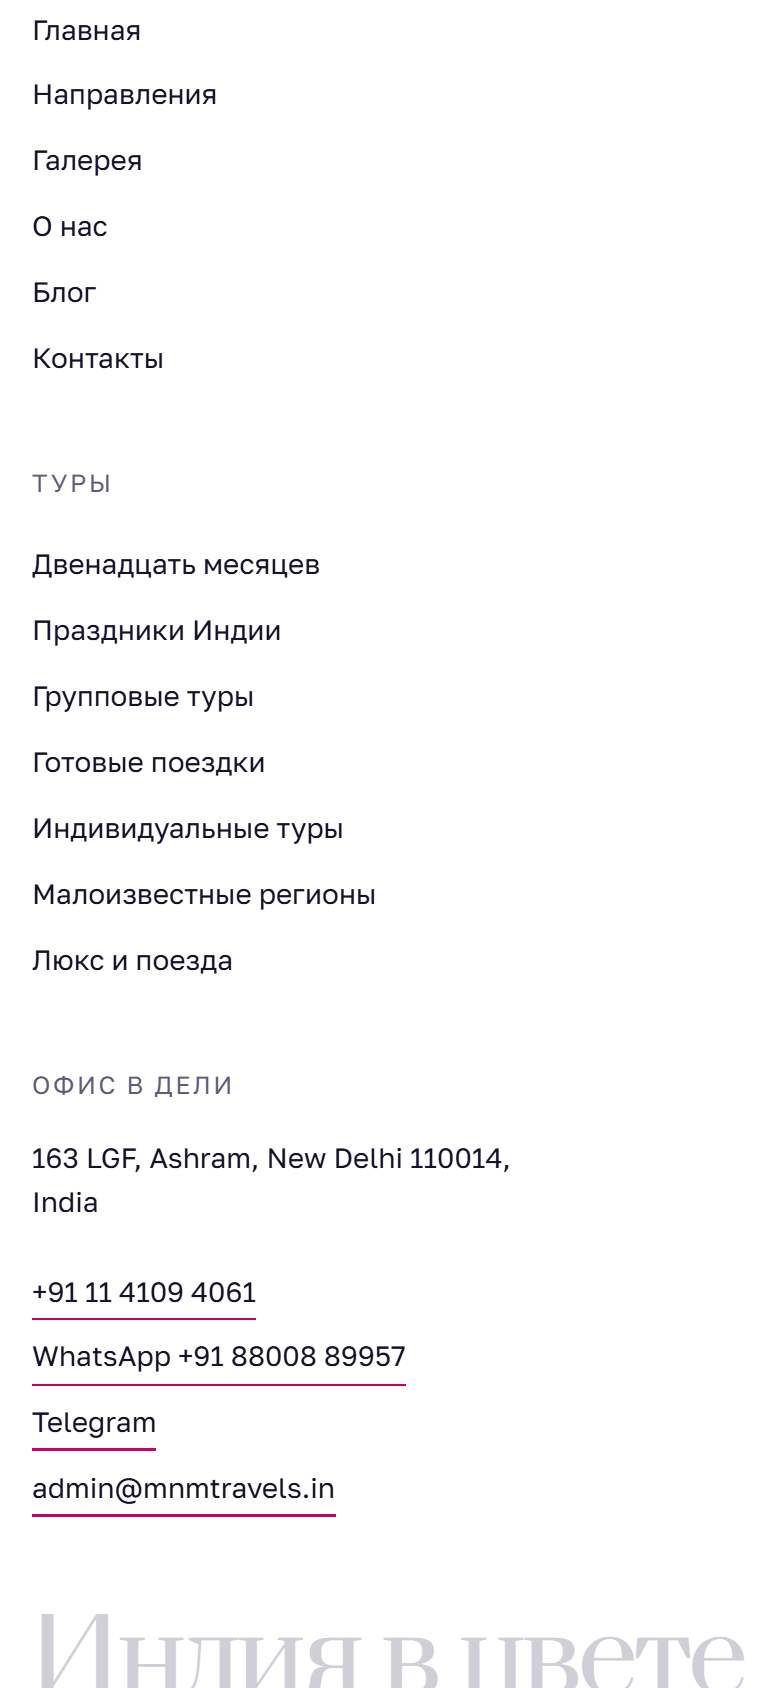 Главная
Направления
Галерея
О нас
Блог
Контакты
ТУРЫ
Двенадцать месяцев
Праздники Индии
Групповые туры
Готовые поездки
Индивидуальные туры
Малоизвестные регионы
Люкс и поезда
ОФИС В ДЕЛИ
163 LGF, Ashram, New Delhi 110014,
India
+91 11 4109 4061
WhatsApp +91 88008 89957
Telegram
admin@mnmtravels.in
Индия в цвете